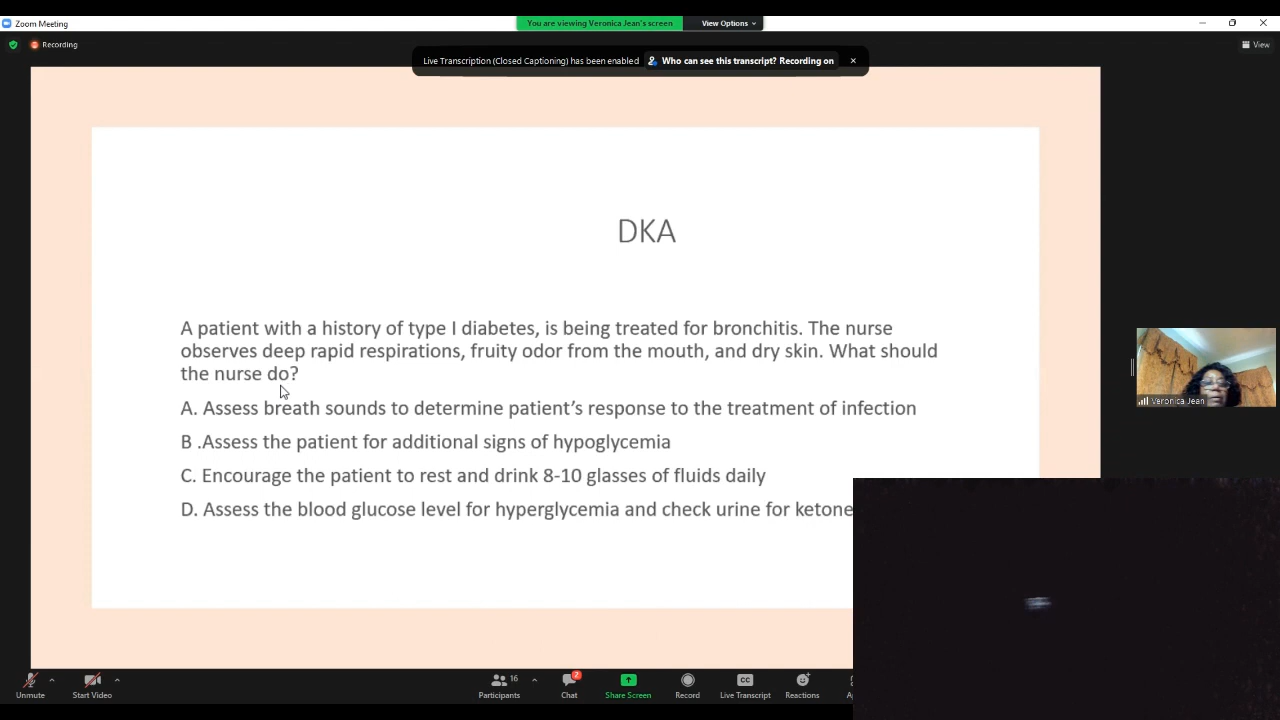 Zoom Meeting
You are viewing Veronica Jean's screen
View Options
Recording
View
Live Transcription (Closed Captioning) has been enabled
Who can see this transcript? Recording on
DKA
A patient with a history of type I diabetes, is being treated for bronchitis. The nurse
observes deep rapid respirations, fruity odor from the mouth, and dry skin. What should
the nurse do?
A. Assess breath sounds to determine patient's response to the treatment of infection
B .Assess the patient for additional signs of hypoglycemia
C. Encourage the patient to rest and drink 8-10 glasses of fluids daily
D. Assess the blood glucose level for hyperglycemia and check urine for ketone
Veronica Jean
Unmute
Start Video
16
Participants
2
Chat
Share Screen
Record
CC
Live Transcript
Reactions